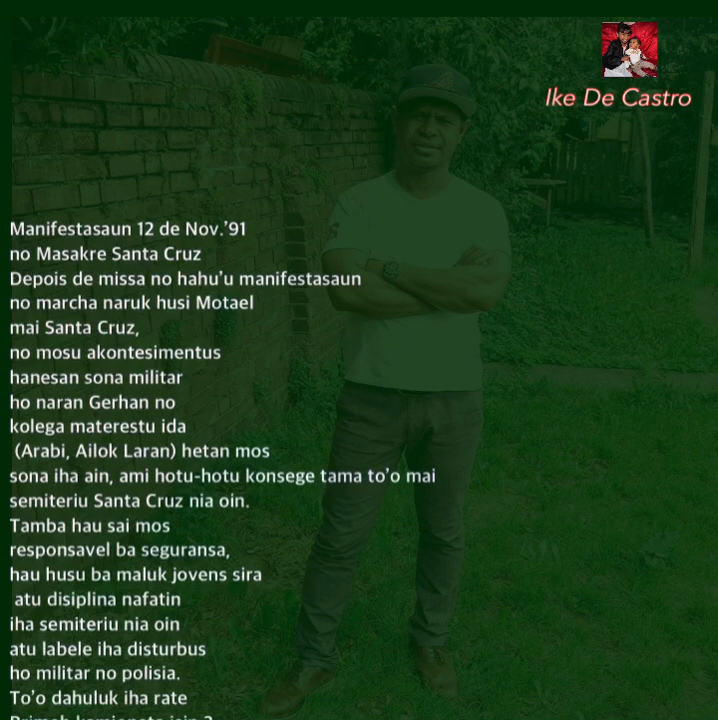 Ike De Castro
Manifestasaun 12 de Nov.’91
no Masakre Santa Cruz
Depois de missa no hahu’u manifestasaun
no marcha naruk husi Motael
mai Santa Cruz,
no mosu akontesimentus
hanesan sona militar
ho naran Gerhan no
kolega materestu ida
(Arabi, Ailok Laran) hetan mos
sona iha ain, ami hotu-hotu konsege tama to’o mai
semiteriu Santa Cruz nia oin.
Tamba hau sai mos
responsavel ba seguransa,
hau husu ba maluk jovens sira
atu disiplina nafatin
iha semiteriu nia oin
atu labele iha disturbus
ho militar no polisia.
To’o dahuluk iha rate